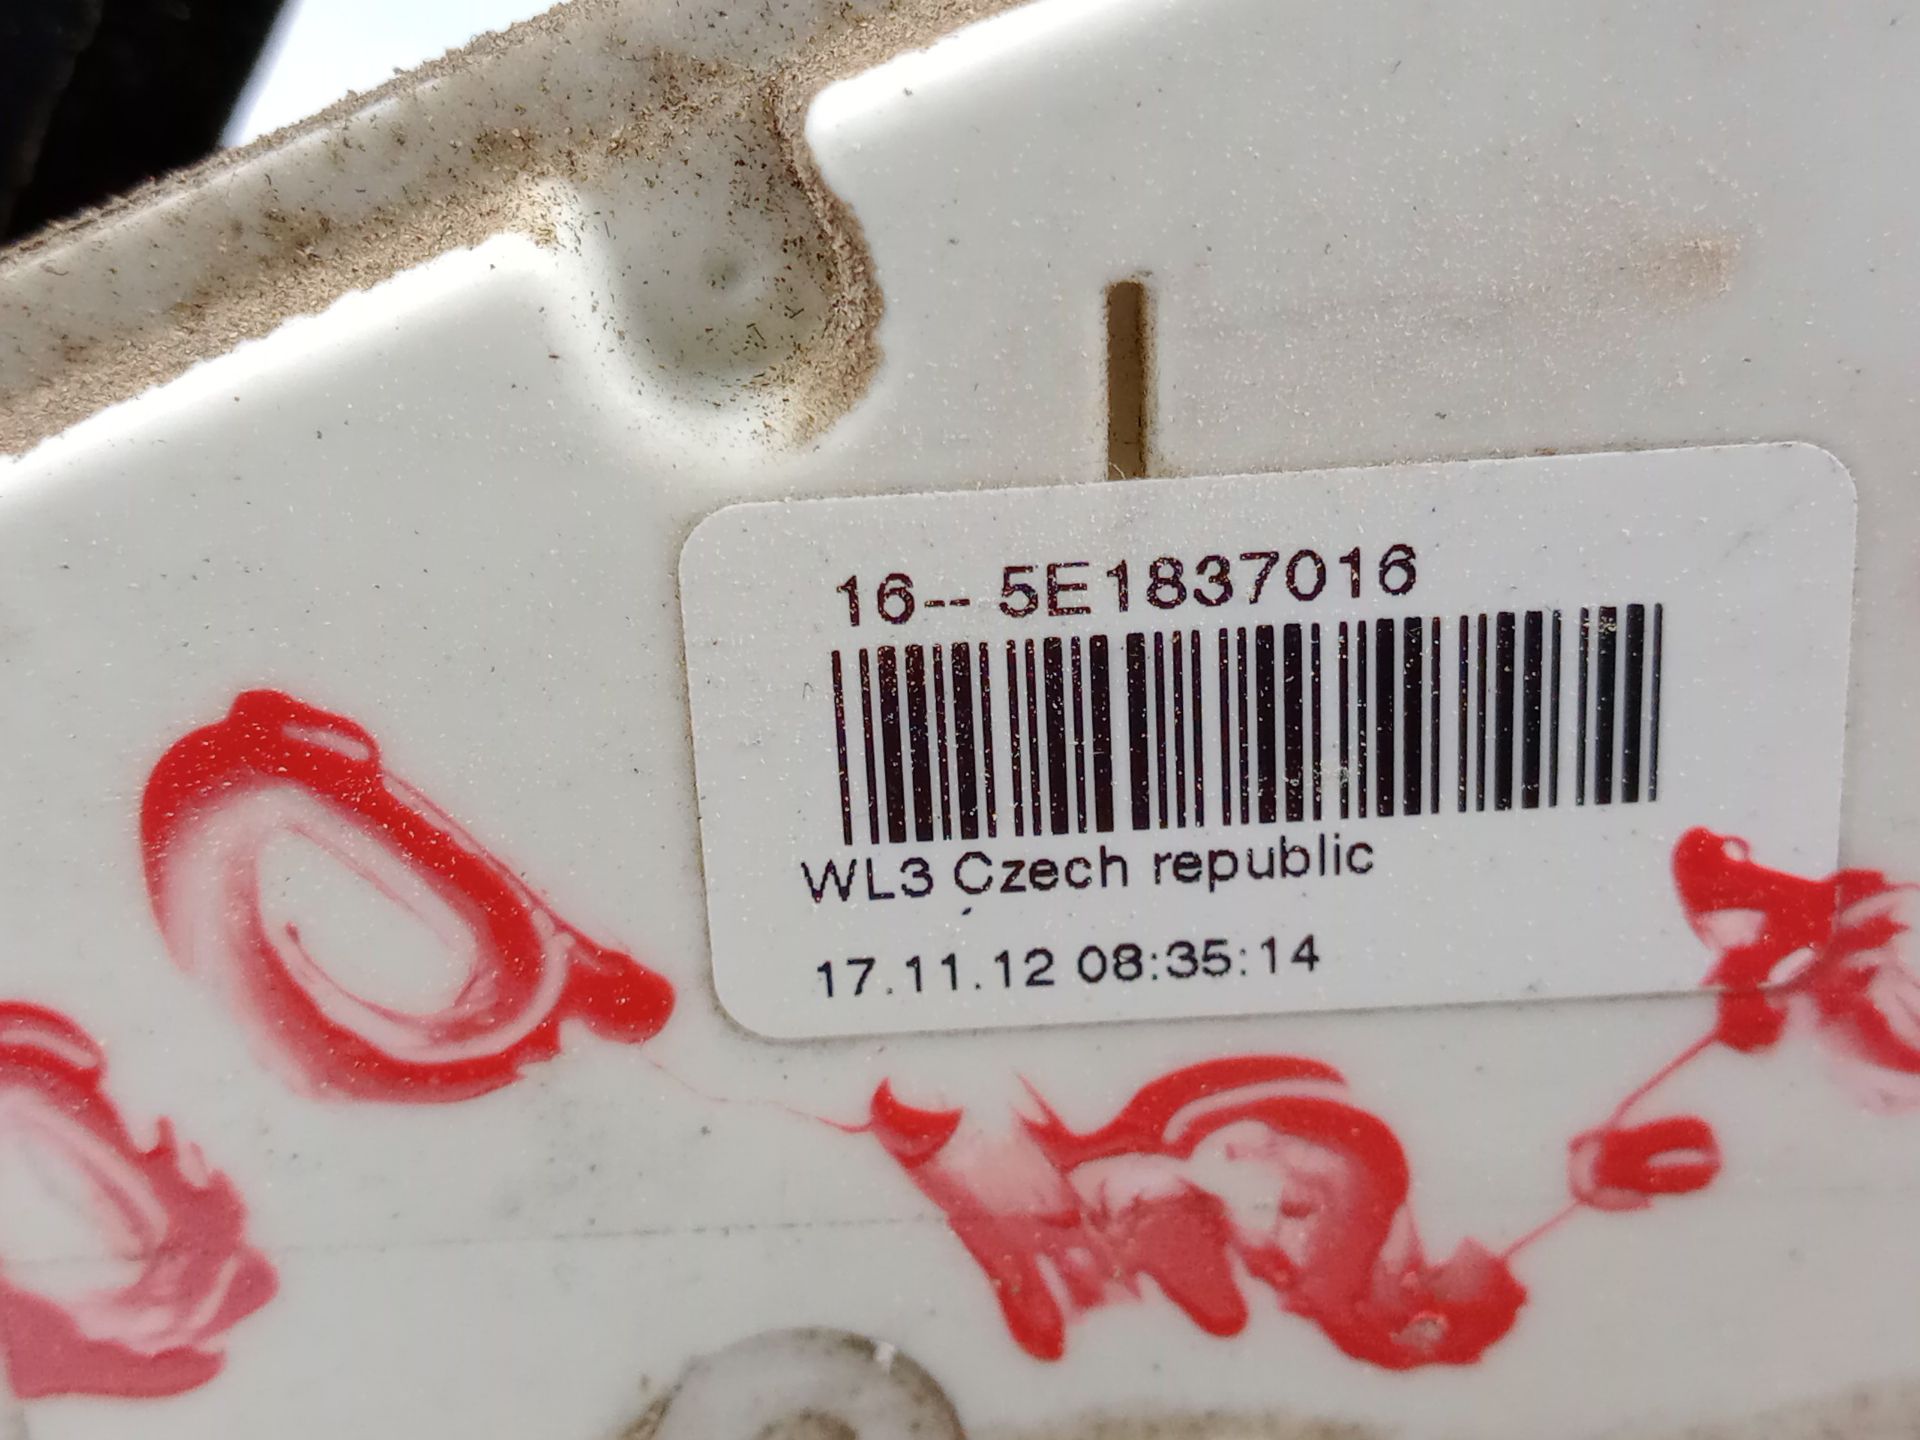 16-- 5E1837016
WL3 Czech republic
17.11.12 08:35:14